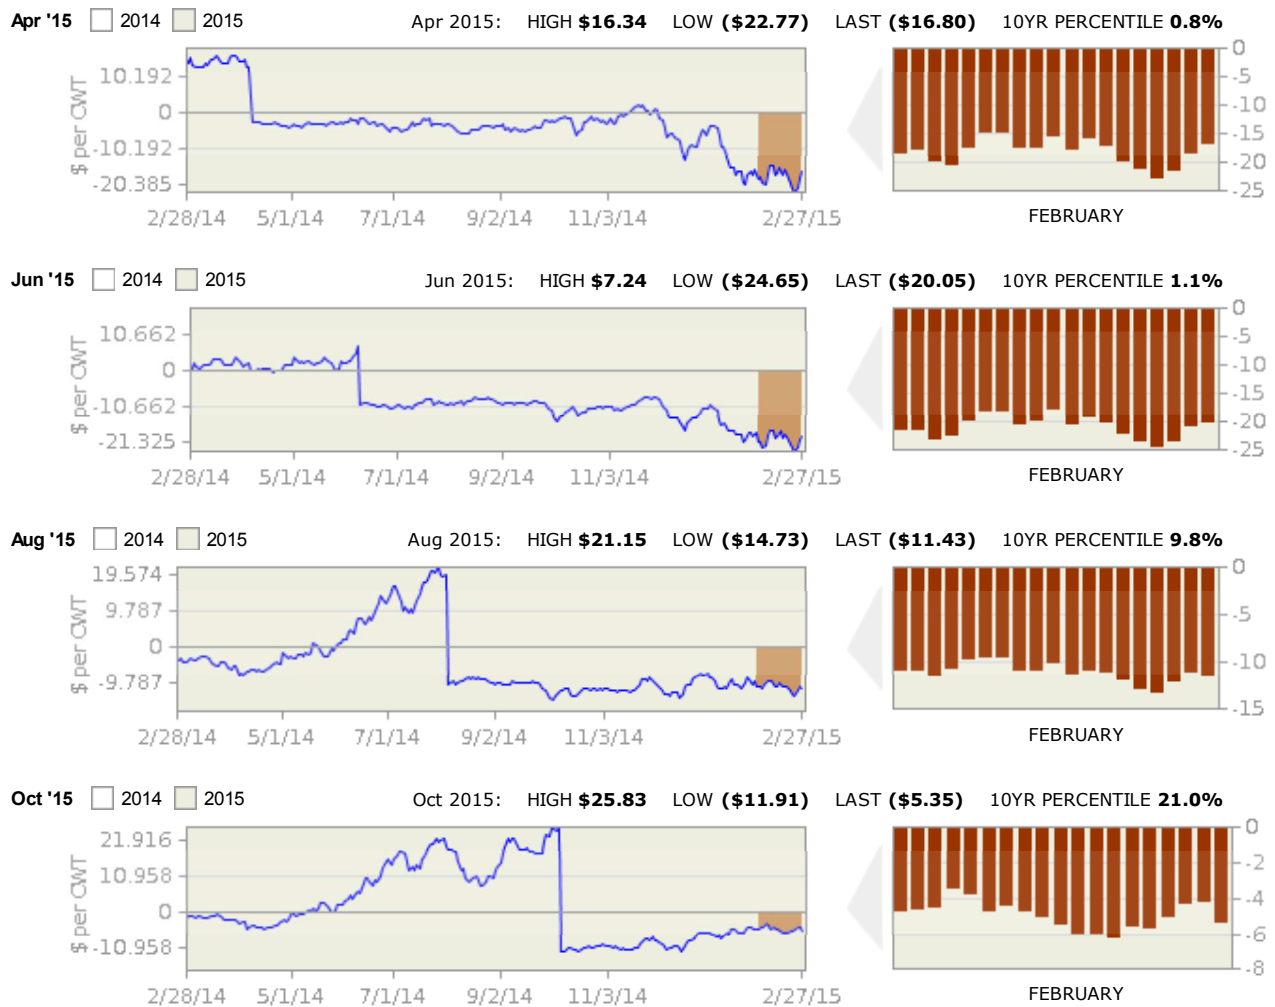 Apr '15 2014 2015 Apr 2015: HIGH $16.34 LOW ($22.77) LAST ($16.80) 10YR PERCENTILE 0.8%
$ per CWT
10.192
0
-10.192
-20.385
2/28/14 5/1/14 7/1/14 9/2/14 11/3/14 2/27/15
0
-5
-10
-15
-20
-25
FEBRUARY
Jun '15 2014 2015 Jun 2015: HIGH $7.24 LOW ($24.65) LAST ($20.05) 10YR PERCENTILE 1.1%
$ per CWT
10.662
0
-10.662
-21.325
2/28/14 5/1/14 7/1/14 9/2/14 11/3/14 2/27/15
0
-5
-10
-15
-20
-25
FEBRUARY
Aug '15 2014 2015 Aug 2015: HIGH $21.15 LOW ($14.73) LAST ($11.43) 10YR PERCENTILE 9.8%
$ per CWT
19.574
9.787
0
-9.787
2/28/14 5/1/14 7/1/14 9/2/14 11/3/14 2/27/15
0
-5
-10
-15
FEBRUARY
Oct '15 2014 2015 Oct 2015: HIGH $25.83 LOW ($11.91) LAST ($5.35) 10YR PERCENTILE 21.0%
$ per CWT
21.916
10.958
0
-10.958
2/28/14 5/1/14 7/1/14 9/2/14 11/3/14 2/27/15
0
-2
-4
-6
-8
FEBRUARY